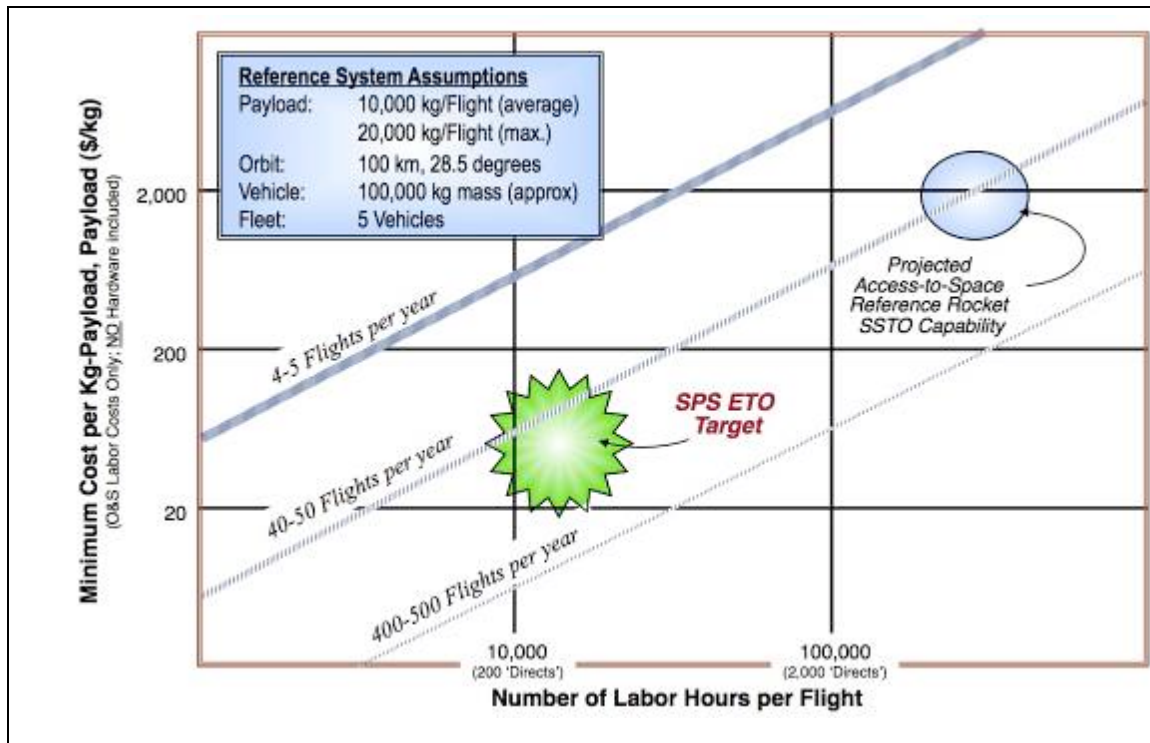 Reference System Assumptions
Payload: 10,000 kg/Flight (average)
20,000 kg/Flight (max.)
Orbit: 100 km, 28.5 degrees
Vehicle: 100,000 kg mass (approx)
Fleet: 5 Vehicles
Minimum Cost per Kg-Payload, Payload ($/kg)
(O&S Labor Costs Only; NO Hardware included)
2,000
200
20
4-5 Flights per year
40-50 Flights per year
400-500 Flights per year
Projected
Access-to-Space
Reference Rocket
SSTO Capability
SPS ETO
Target
10,000
(200 'Directs')
100,000
(2,000 'Directs')
Number of Labor Hours per Flight